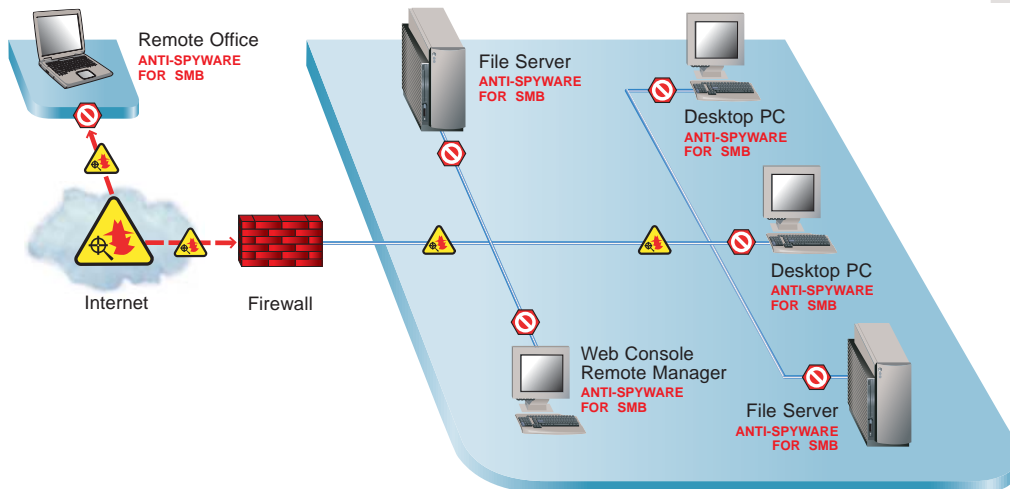 Remote Office
ANTI-SPYWARE
FOR SMB
File Server
ANTI-SPYWARE
FOR SMB
Desktop PC
ANTI-SPYWARE
FOR SMB
Desktop PC
ANTI-SPYWARE
FOR SMB
Internet
Firewall
Web Console
Remote Manager
ANTI-SPYWARE
FOR SMB
File Server
ANTI-SPYWARE
FOR SMB